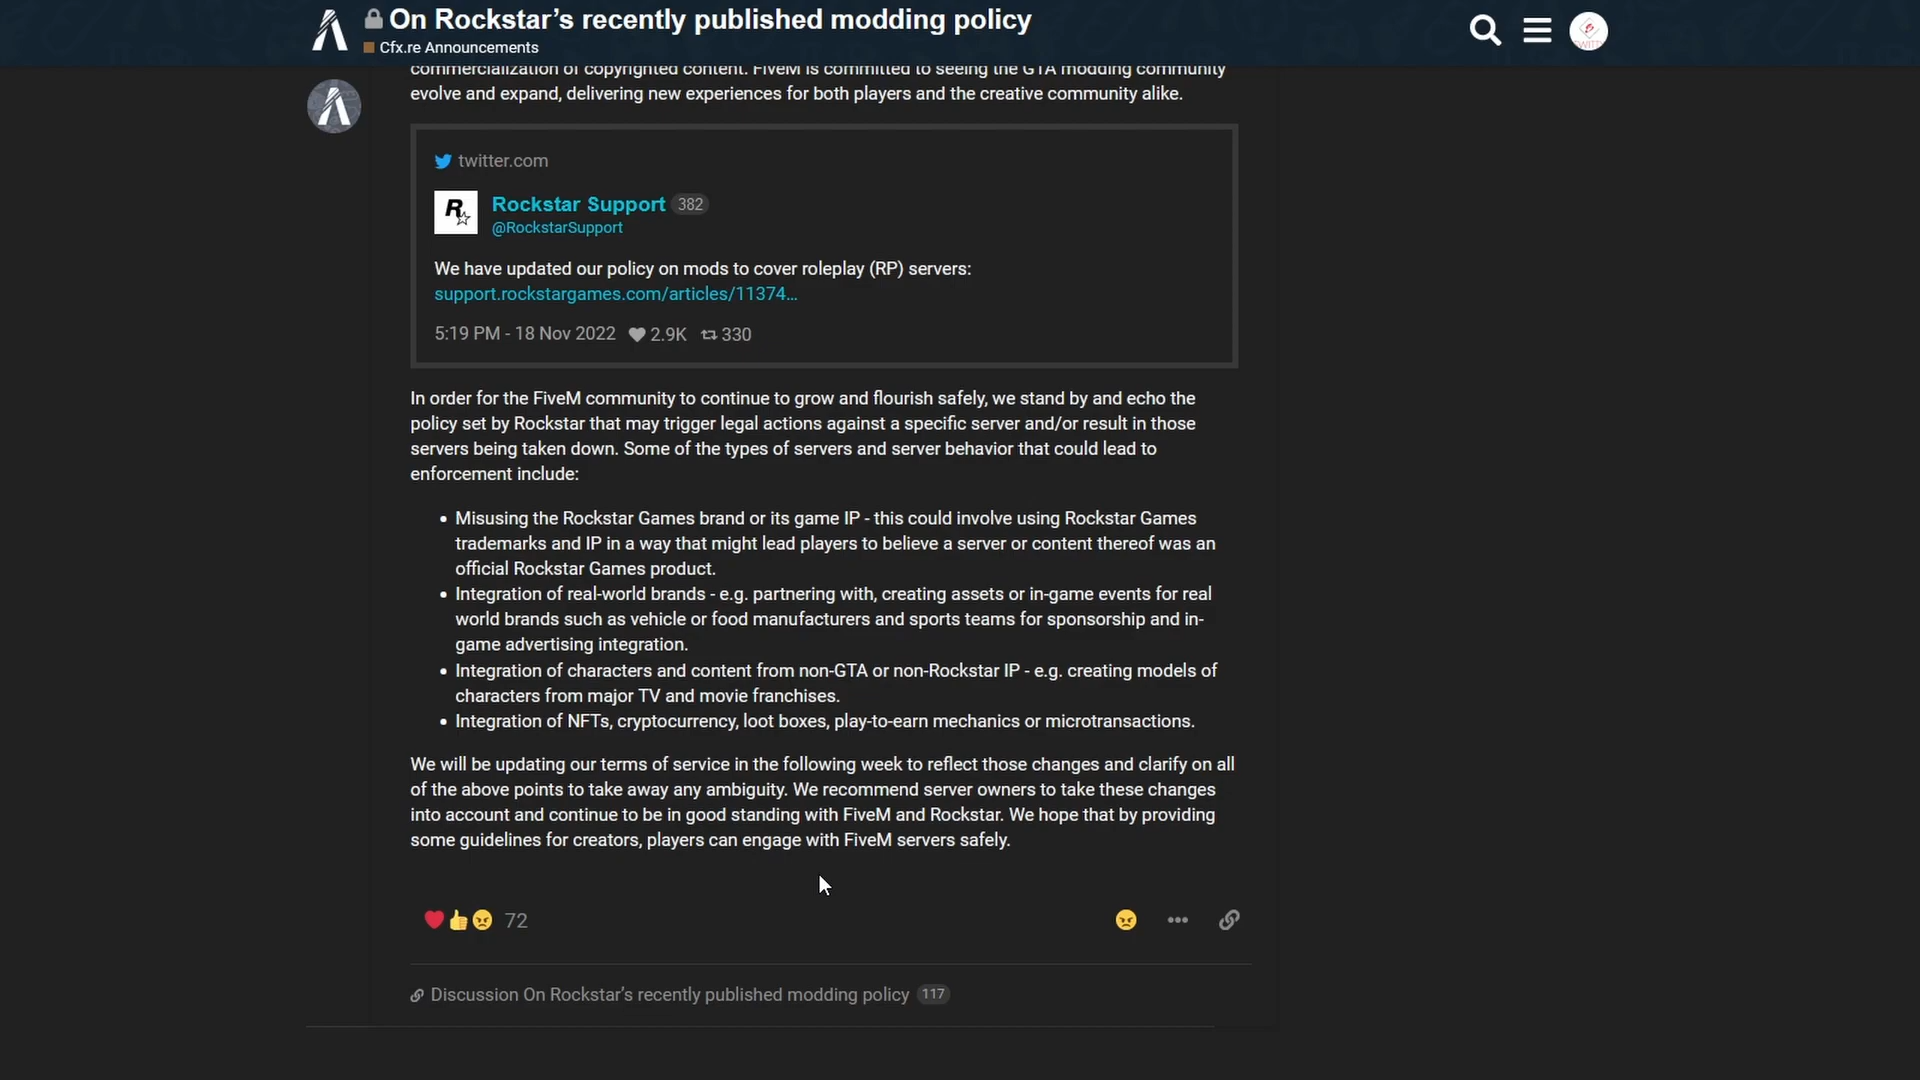 On Rockstar’s recently published modding policy
Cfx.re Announcements
commercialization of copyrighted content. FiveM is committed to seeing the GTA modding community
evolve and expand, delivering new experiences for both players and the creative community alike.
twitter.com
Rockstar Support 382
@RockstarSupport
We have updated our policy on mods to cover roleplay (RP) servers:
support.rockstargames.com/articles/11374…
5:19 PM - 18 Nov 2022 2.9K 330
In order for the FiveM community to continue to grow and flourish safely, we stand by and echo the
policy set by Rockstar that may trigger legal actions against a specific server and/or result in those
servers being taken down. Some of the types of servers and server behavior that could lead to
enforcement include:
• Misusing the Rockstar Games brand or its game IP - this could involve using Rockstar Games
trademarks and IP in a way that might lead players to believe a server or content thereof was an
official Rockstar Games product.
• Integration of real-world brands - e.g. partnering with, creating assets or in-game events for real
world brands such as vehicle or food manufacturers and sports teams for sponsorship and in-
game advertising integration.
• Integration of characters and content from non-GTA or non-Rockstar IP - e.g. creating models of
characters from major TV and movie franchises.
• Integration of NFTs, cryptocurrency, loot boxes, play-to-earn mechanics or microtransactions.
We will be updating our terms of service in the following week to reflect those changes and clarify on all
of the above points to take away any ambiguity. We recommend server owners to take these changes
into account and continue to be in good standing with FiveM and Rockstar. We hope that by providing
some guidelines for creators, players can engage with FiveM servers safely.
72
Discussion On Rockstar’s recently published modding policy 117